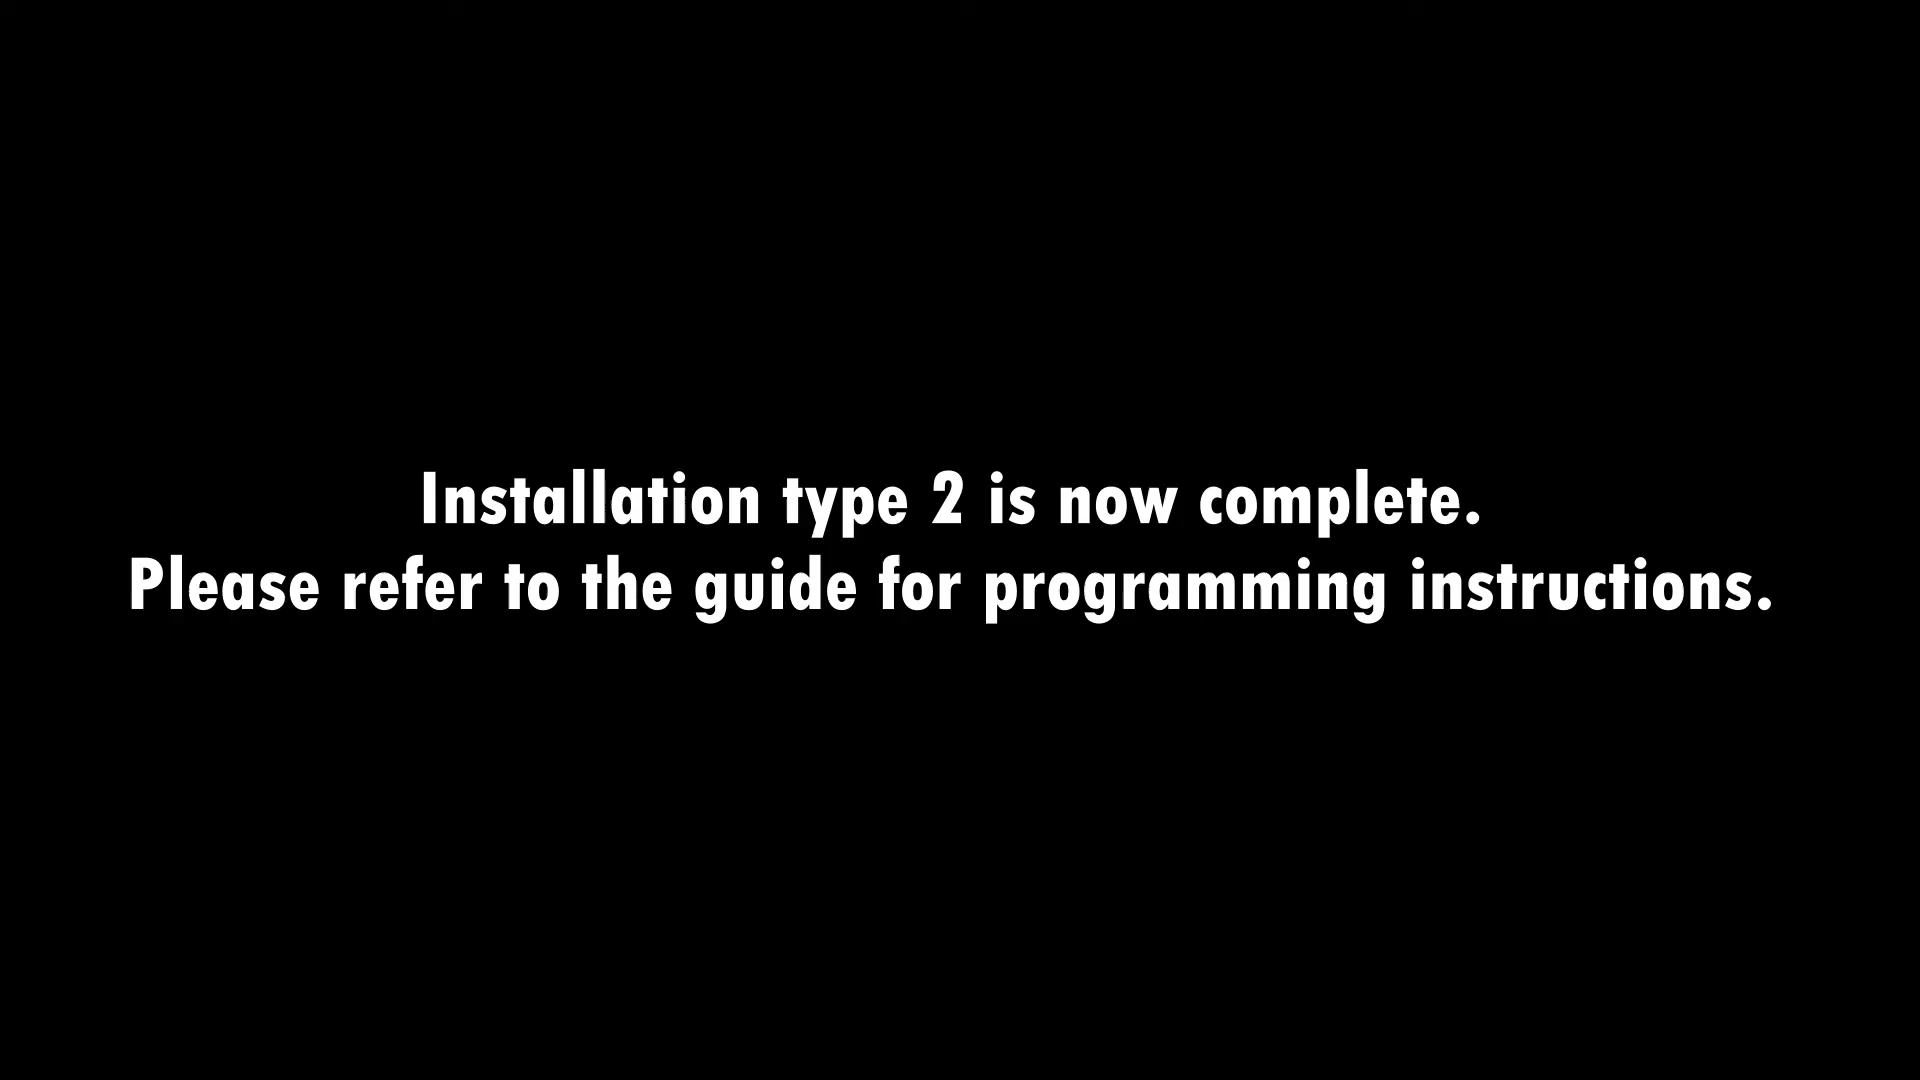 Installation type 2 is now complete.
Please refer to the guide for programming instructions.